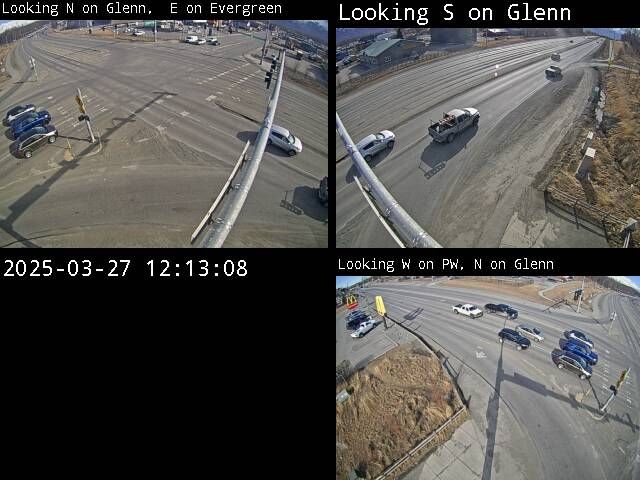 Looking N on Glenn,  E on Evergreen
Looking S on Glenn
2025-03-27 12:13:08
Looking W on PW, N on Glenn